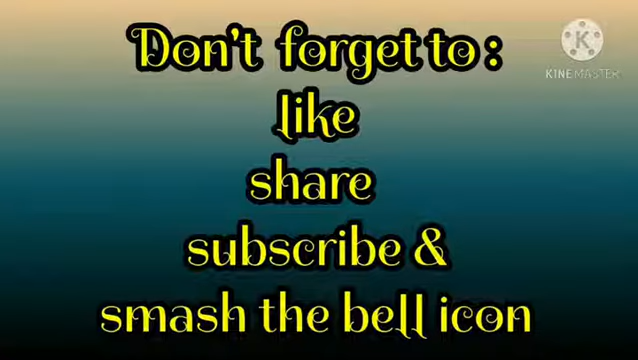 Don't forget to :
like
share
subscribe &
smash the bell icon
KINEMASTER